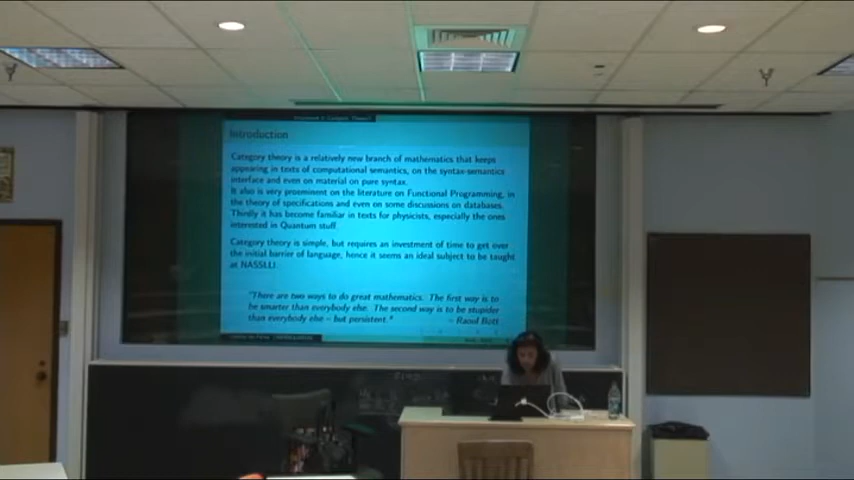 Introduction
Category theory is a relatively new branch of mathematics that keeps
appearing in texts of computational semantics, on the syntax-semantics
interface and even on material on pure syntax.
It also is very prominent on the literature on Functional Programming, in
the theory of specifications and even on some discussions on databases.
Thirdly it has become familiar in texts for physicists, especially the ones
interested in Quantum stuff.
Category theory is simple, but requires an investment of time to get over
the initial barrier of language, hence it seems an ideal subject to be taught
at NASSLLI.
"There are two ways to do great mathematics. The first way is to
be smarter than everybody else. The second way is to be stupider
than everybody else – but persistent."
– Raoul Bott